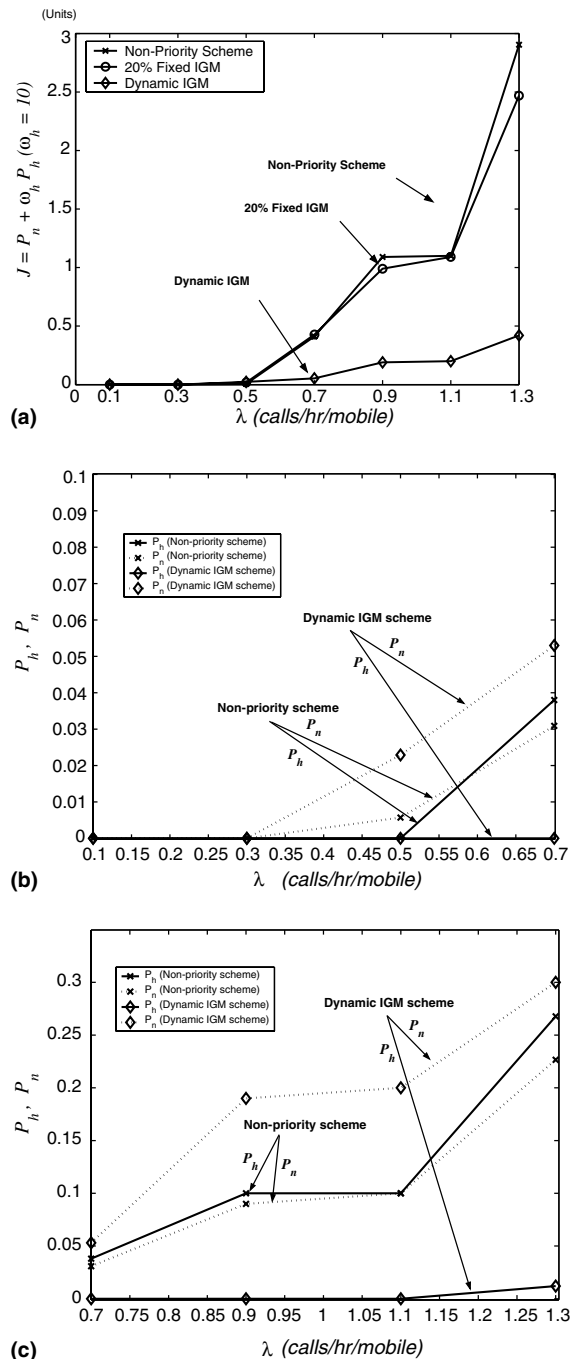 (Units)
3
2.5
2
1.5
1
0.5
0
J = P_n + ω_h P_h (ω_h = 10)
Non-Priority Scheme
20% Fixed IGM
Dynamic IGM
Non-Priority Scheme
20% Fixed IGM
Dynamic IGM
0.1 0.3 0.5 0.7 0.9 1.1 1.3
(a)
λ (calls/hr/mobile)
0.1
0.09
0.08
0.07
0.06
0.05
0.04
0.03
0.02
0.01
0
P_h, P_n
P_h (Non-priority scheme)
P_n (Non-priority scheme)
P_h (Dynamic IGM scheme)
P_n (Dynamic IGM scheme)
Dynamic IGM scheme
P_h P_n
Non-priority scheme
P_h P_n
0.1 0.15 0.2 0.25 0.3 0.35 0.4 0.45 0.5 0.55 0.6 0.65 0.7
(b)
λ (calls/hr/mobile)
0.3
0.25
0.2
0.15
0.1
0.05
0
P_h, P_n
P_h (Non-priority scheme)
P_n (Non-priority scheme)
P_h (Dynamic IGM scheme)
P_n (Dynamic IGM scheme)
Dynamic IGM scheme
P_h P_n
Non-priority scheme
P_h P_n
0.7 0.75 0.8 0.85 0.9 0.95 1 1.05 1.1 1.15 1.2 1.25 1.3
(c)
λ (calls/hr/mobile)